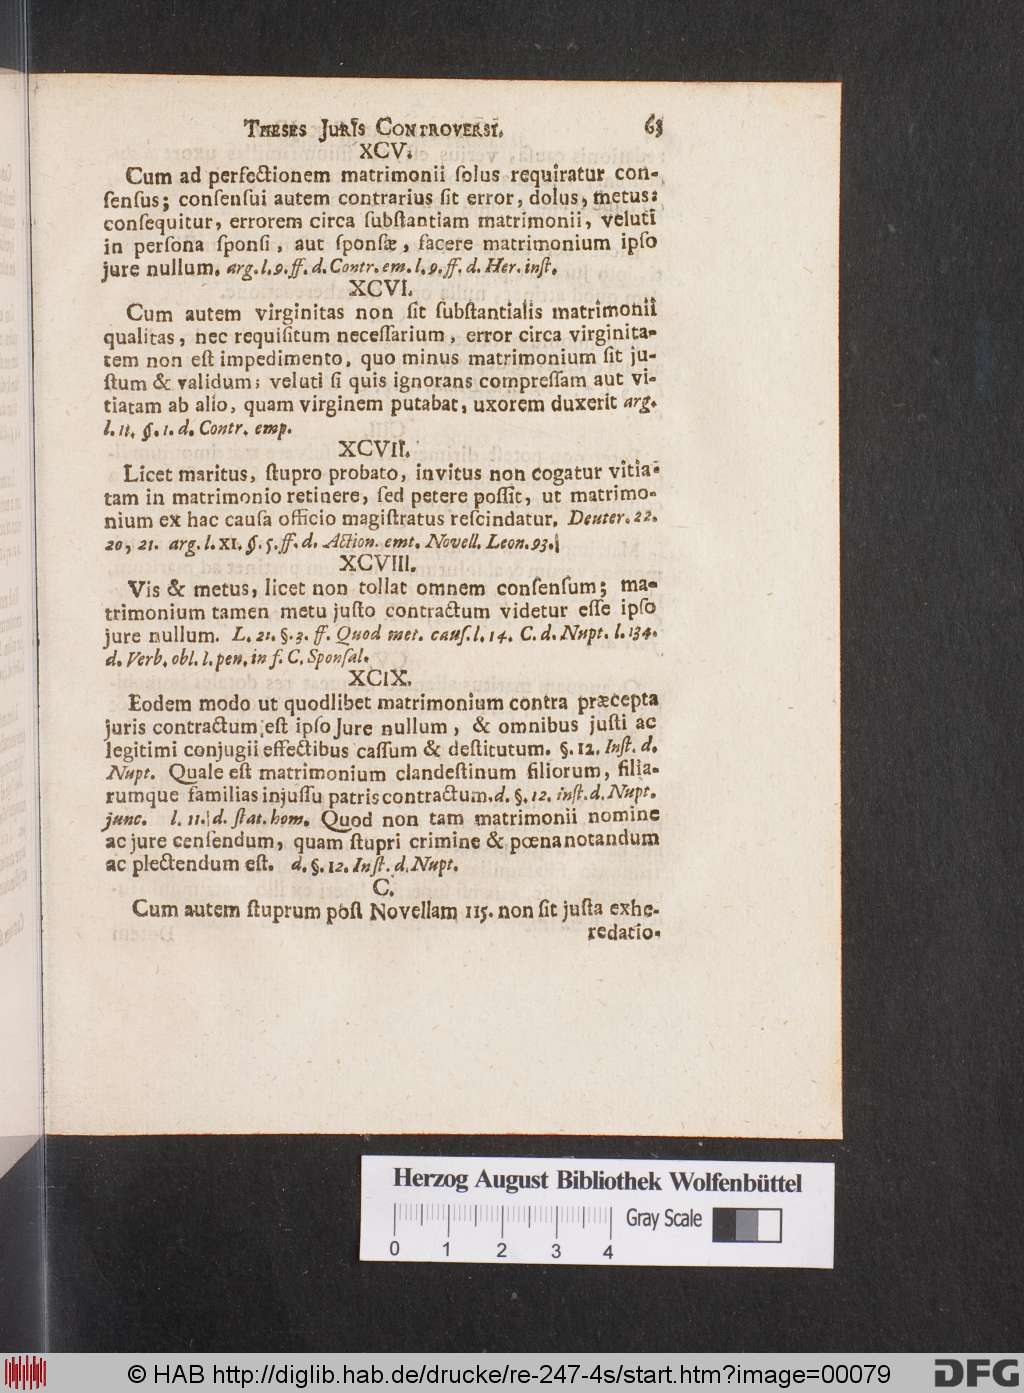 THESES JURIS CONTROVERSI. 63
XCV.
Cum ad perfectionem matrimonii ſolus requiratur con-
ſenſus; conſenſui autem contrarius ſit error, dolus, metus:
conſequitur, errorem circa ſubſtantiam matrimonii, veluti
in perſona ſponſi, aut ſponſæ, facere matrimonium ipſo
jure nullum. arg. l. 9. ff. d. Contr. em. l. 9. ff. d. Her. inſt.
XCVI.
Cum autem virginitas non ſit ſubſtantialis matrimonii
qualitas, nec requiſitum neceſſarium, error circa virginita-
tem non eſt impedimento, quo minus matrimonium ſit ju-
ſtum & validum; veluti ſi quis ignorans compreſſam aut vi-
tiatam ab alio, quam virginem putabat, uxorem duxerit arg.
l. 11. §. 1. d. Contr. emp.
XCVII.
Licet maritus, ſtupro probato, invitus non cogatur vitia-
tam in matrimonio retinere, ſed petere poſſit, ut matrimo-
nium ex hac cauſa officio magiſtratus reſcindatur. Deuter. 22.
20, 21. arg. l. XI. §. 5. ff. d. Action. emt. Novell. Leon. 93.
XCVIII.
Vis & metus, licet non tollat omnem conſenſum; ma-
trimonium tamen metu juſto contractum videtur eſſe ipſo
jure nullum. L. 21. §. 3. ff. Quod met. cauſ. l. 14. C. d. Nupt. l. 134.
d. Verb. obl. l. pen. in f. C. Sponſal.
XCIX.
Eodem modo ut quodlibet matrimonium contra præcepta
juris contractum eſt ipſo Jure nullum, & omnibus juſti ac
legitimi conjugii effectibus caſſum & deſtitutum. §. 12. Inſt. d.
Nupt. Quale eſt matrimonium clandeſtinum filiorum, filia-
rumque familias injuſſu patris contractum. d. §. 12. inſt. d. Nupt.
junc. l. 11. d. ſtat. hom. Quod non tam matrimonii nomine
ac jure cenſendum, quam ſtupri crimine & pœna notandum
ac plectendum eſt. d. §. 12. Inſt. d. Nupt.
C.
Cum autem ſtuprum poſt Novellam 115. non ſit juſta exhe-
redatio-
Herzog August Bibliothek Wolfenbüttel
Gray Scale
0 1 2 3 4
© HAB http://diglib.hab.de/drucke/re-247-4s/start.htm?image=00079
DFG